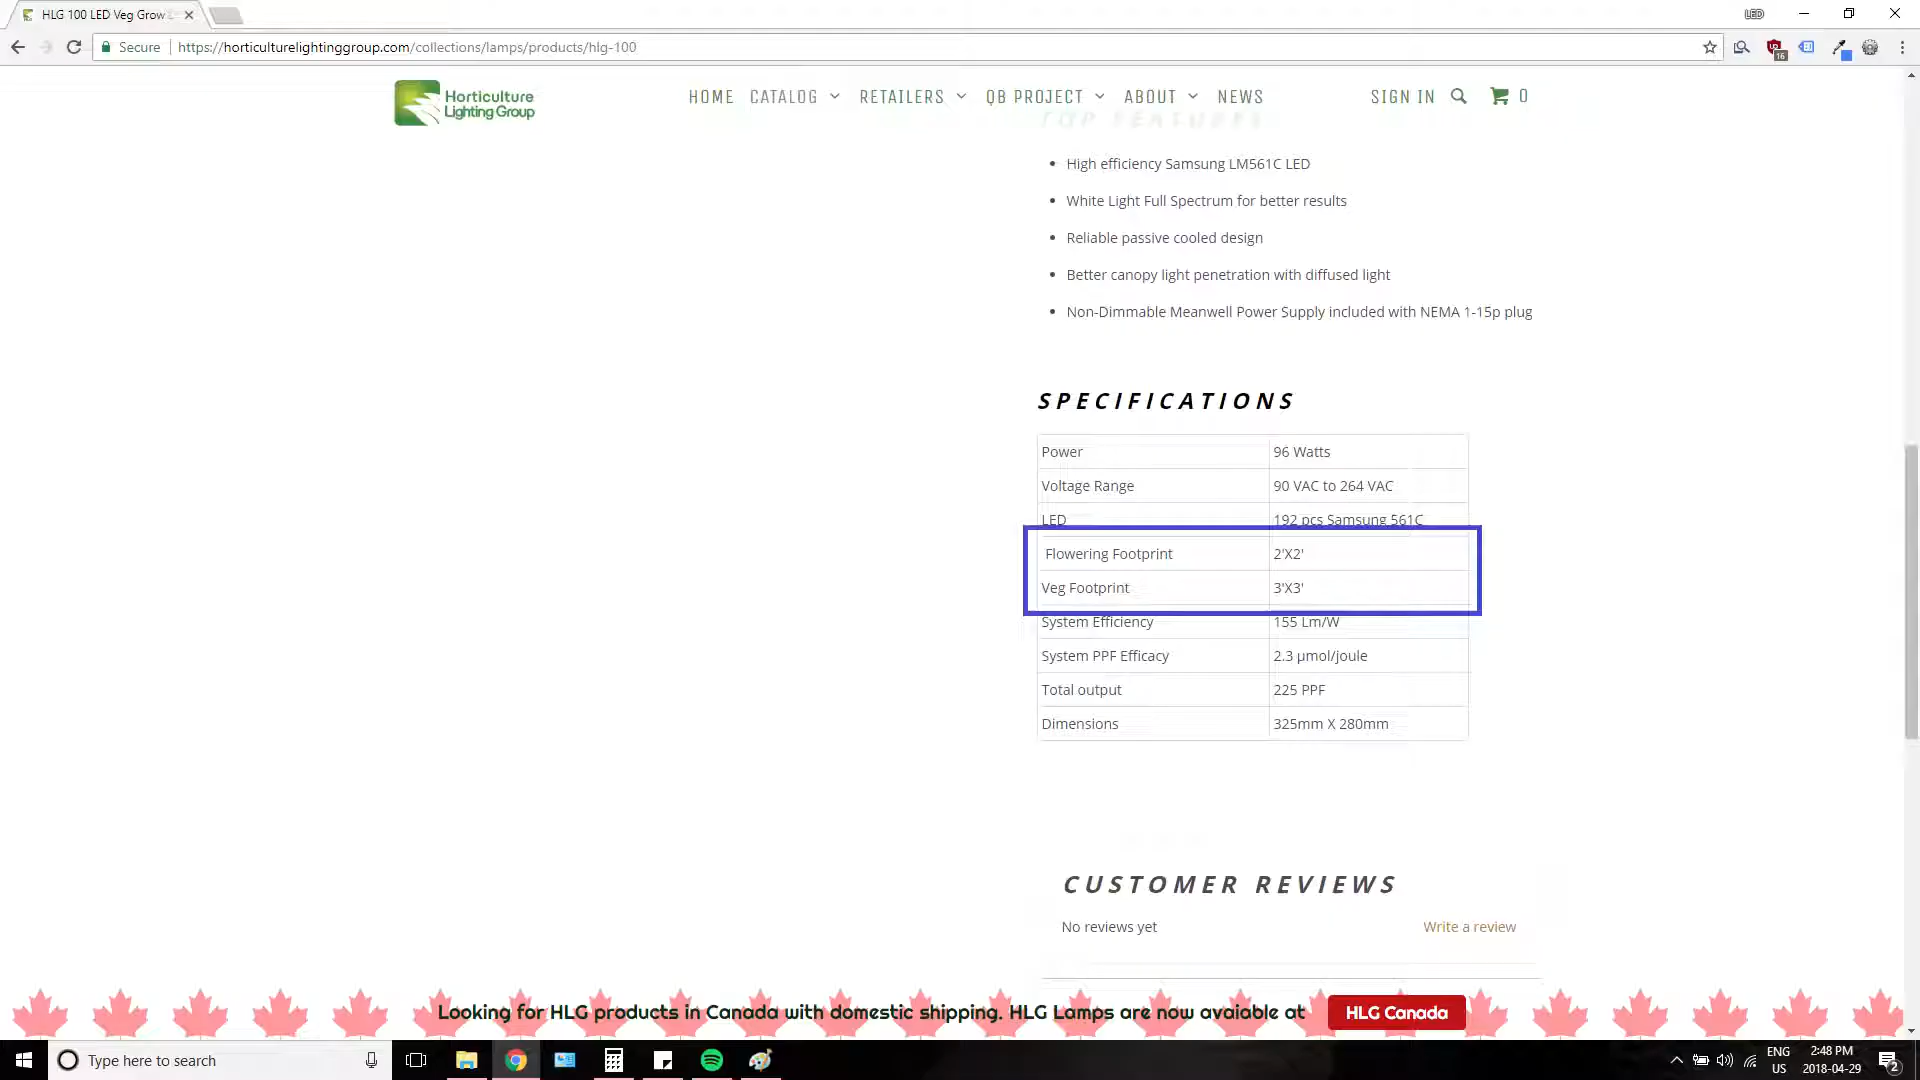 HLG 100 LED Veg Grow
LED
Secure
https://horticulturelightinggroup.com/collections/lamps/products/hlg-100
16
Horticulture
Lighting Group
HOME
CATALOG
RETAILERS
QB PROJECT
ABOUT
NEWS
SIGN IN
0
TOP FEATURES
• High efficiency Samsung LM561C LED
• White Light Full Spectrum for better results
• Reliable passive cooled design
• Better canopy light penetration with diffused light
• Non-Dimmable Meanwell Power Supply included with NEMA 1-15p plug
SPECIFICATIONS
Power 96 Watts
Voltage Range 90 VAC to 264 VAC
LED 192 pcs Samsung 561C
Flowering Footprint 2'X2'
Veg Footprint 3'X3'
System Efficiency 155 Lm/W
System PPF Efficacy 2.3 µmol/joule
Total output 225 PPF
Dimensions 325mm X 280mm
CUSTOMER REVIEWS
No reviews yet
Write a review
Looking for HLG products in Canada with domestic shipping. HLG Lamps are now avaiable at
HLG Canada
Type here to search
ENG
US
2:48 PM
2018-04-29
2